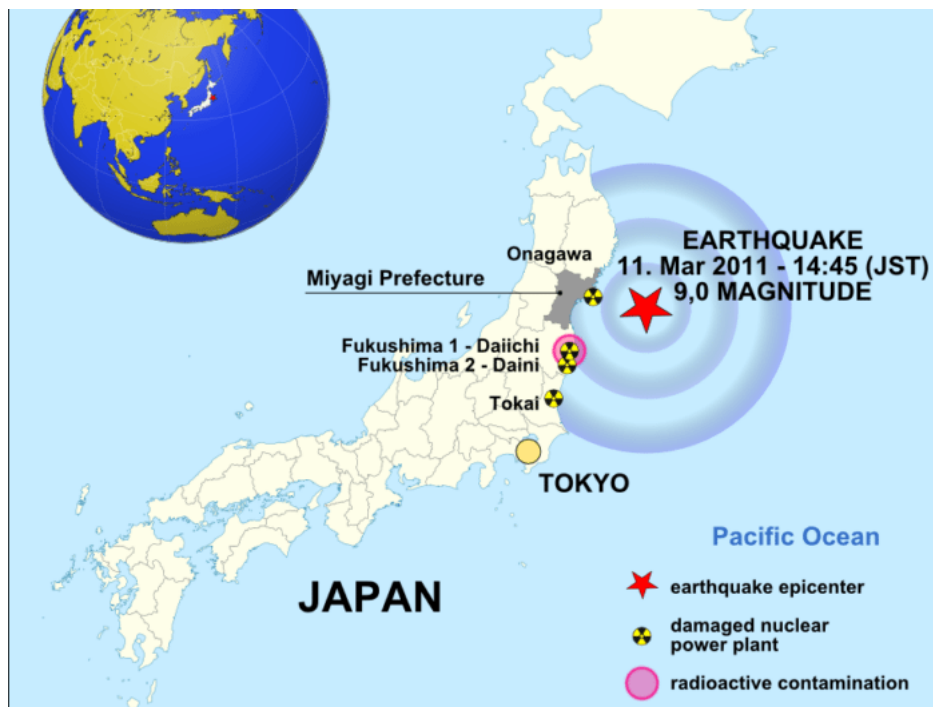 Onagawa
EARTHQUAKE
11. Mar 2011 - 14:45 (JST)
9,0 MAGNITUDE
Miyagi Prefecture
Fukushima 1 - Daiichi
Fukushima 2 - Daini
Tokai
TOKYO
JAPAN
Pacific Ocean
earthquake epicenter
damaged nuclear
power plant
radioactive contamination